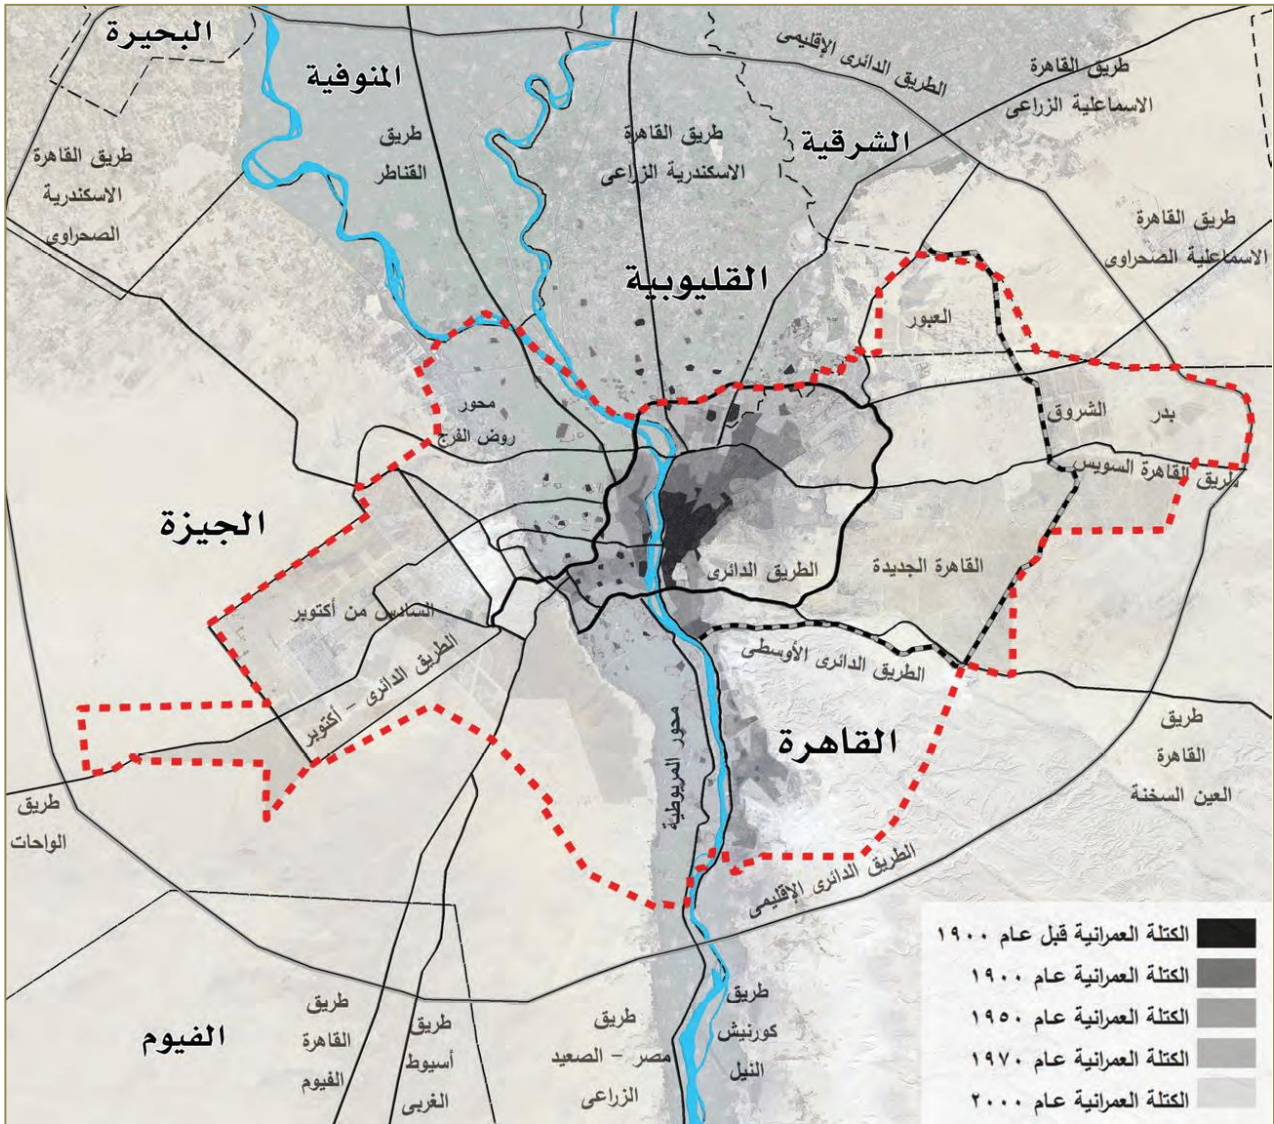 البحيرة
المنوفية
الطريق الدائرى الإقليمى
طريق القاهرة
الاسماعلية الزراعى
طريق القاهرة
الاسكندرية
الصحراوى
طريق
القناطر
طريق القاهرة
الاسكندرية الزراعى
الشرقية
طريق القاهرة
الاسماعلية الصحراوى
القليوبية
العبور
محور
روض الفرج
الشروق
بدر
طريق القاهرة السويس
الجيزة
القاهرة الجديدة
الطريق الدائرى
السادس من أكتوبر
الطريق الدائرى - أكتوبر
الطريق الدائرى الأوسطى
القاهرة
محور المريوطية
طريق
القاهرة
العين السخنة
طريق
الواحات
الطريق الدائرى الإقليمى
الفيوم
طريق
القاهرة
الفيوم
طريق
أسيوط
الغربى
طريق
مصر - الصعيد
الزراعى
طريق
كورنيش
النيل
الكتلة العمرانية قبل عام ١٩٠٠
الكتلة العمرانية عام ١٩٠٠
الكتلة العمرانية عام ١٩٥٠
الكتلة العمرانية عام ١٩٧٠
الكتلة العمرانية عام ٢٠٠٠